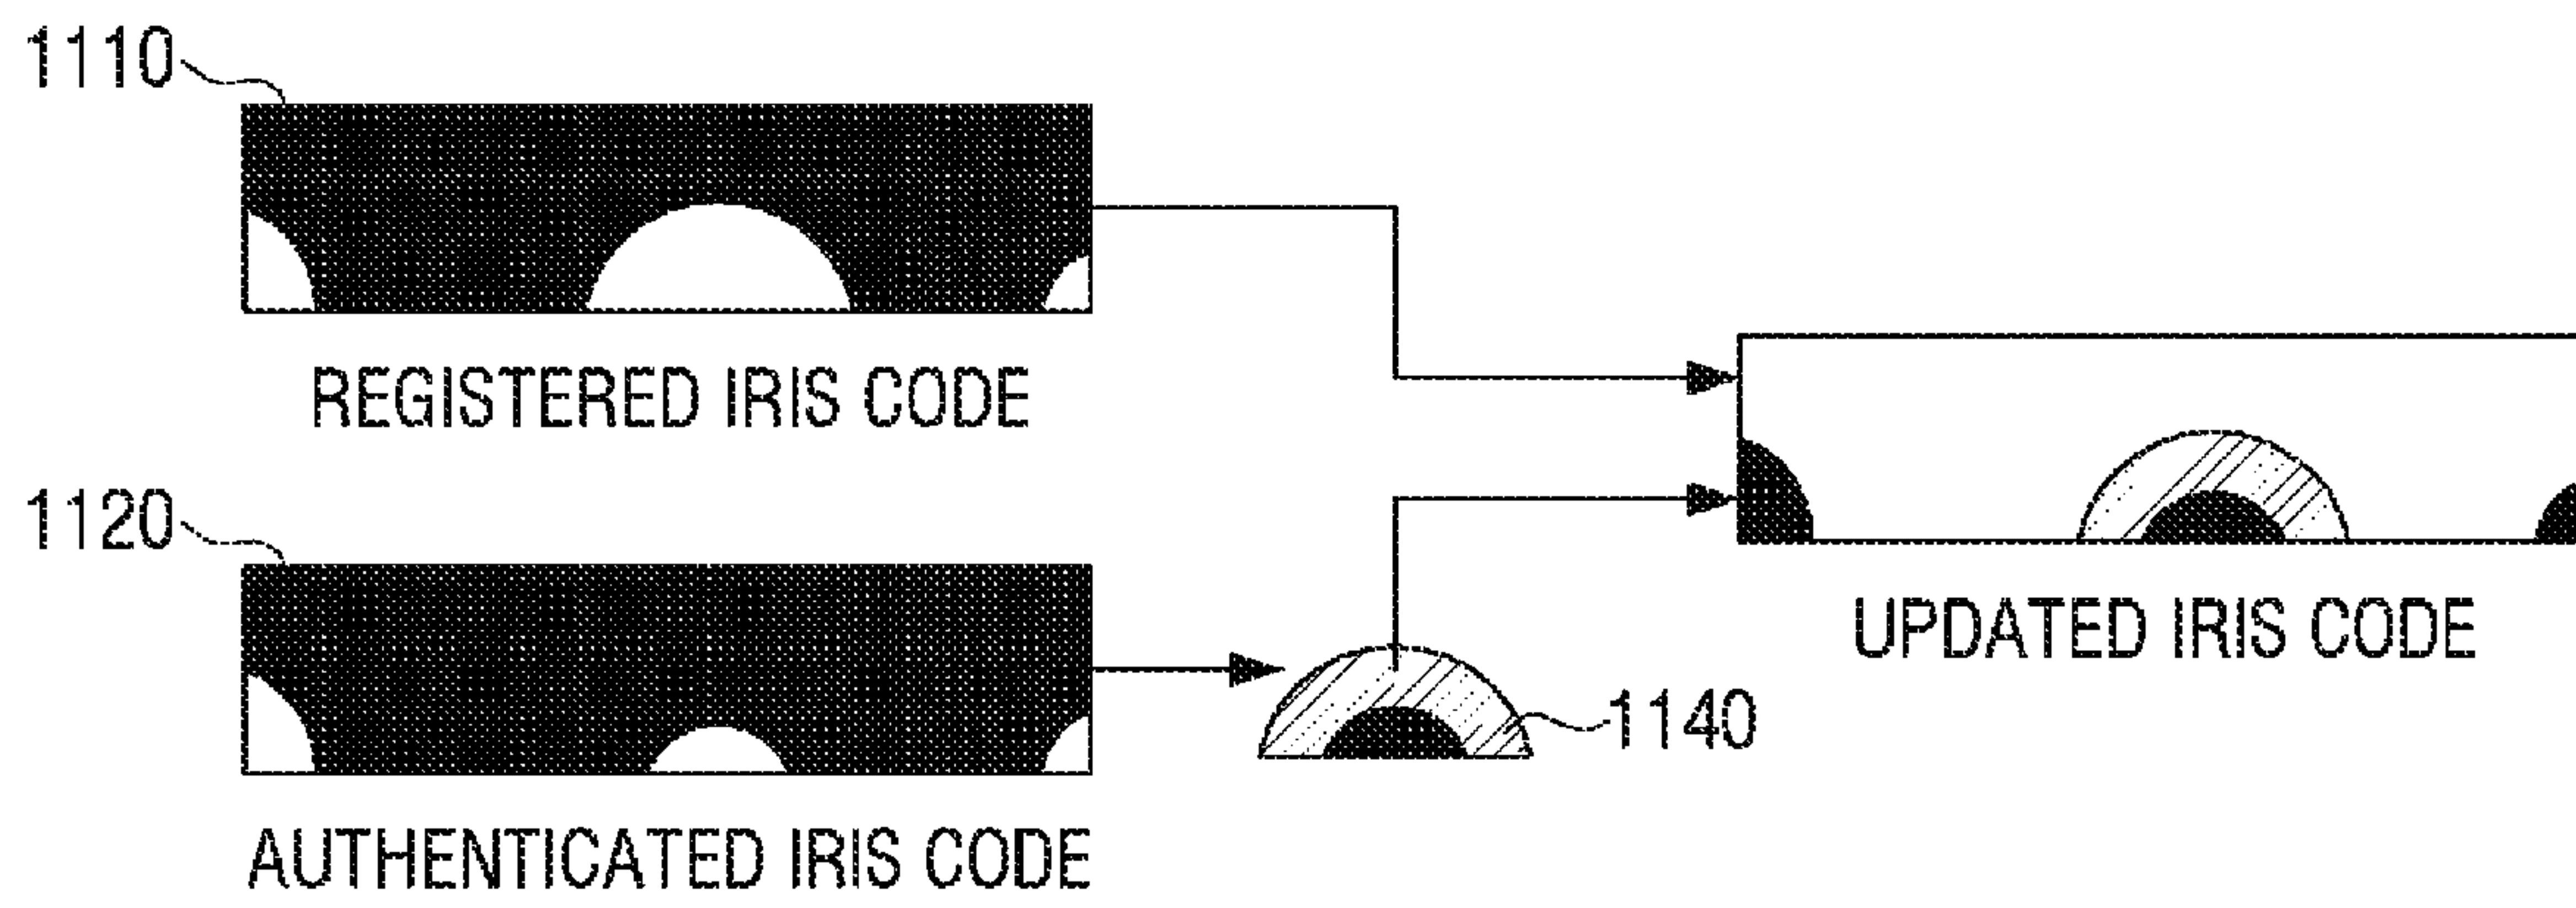 1110
REGISTERED IRIS CODE
1120
UPDATED IRIS CODE
1140
AUTHENTICATED IRIS CODE